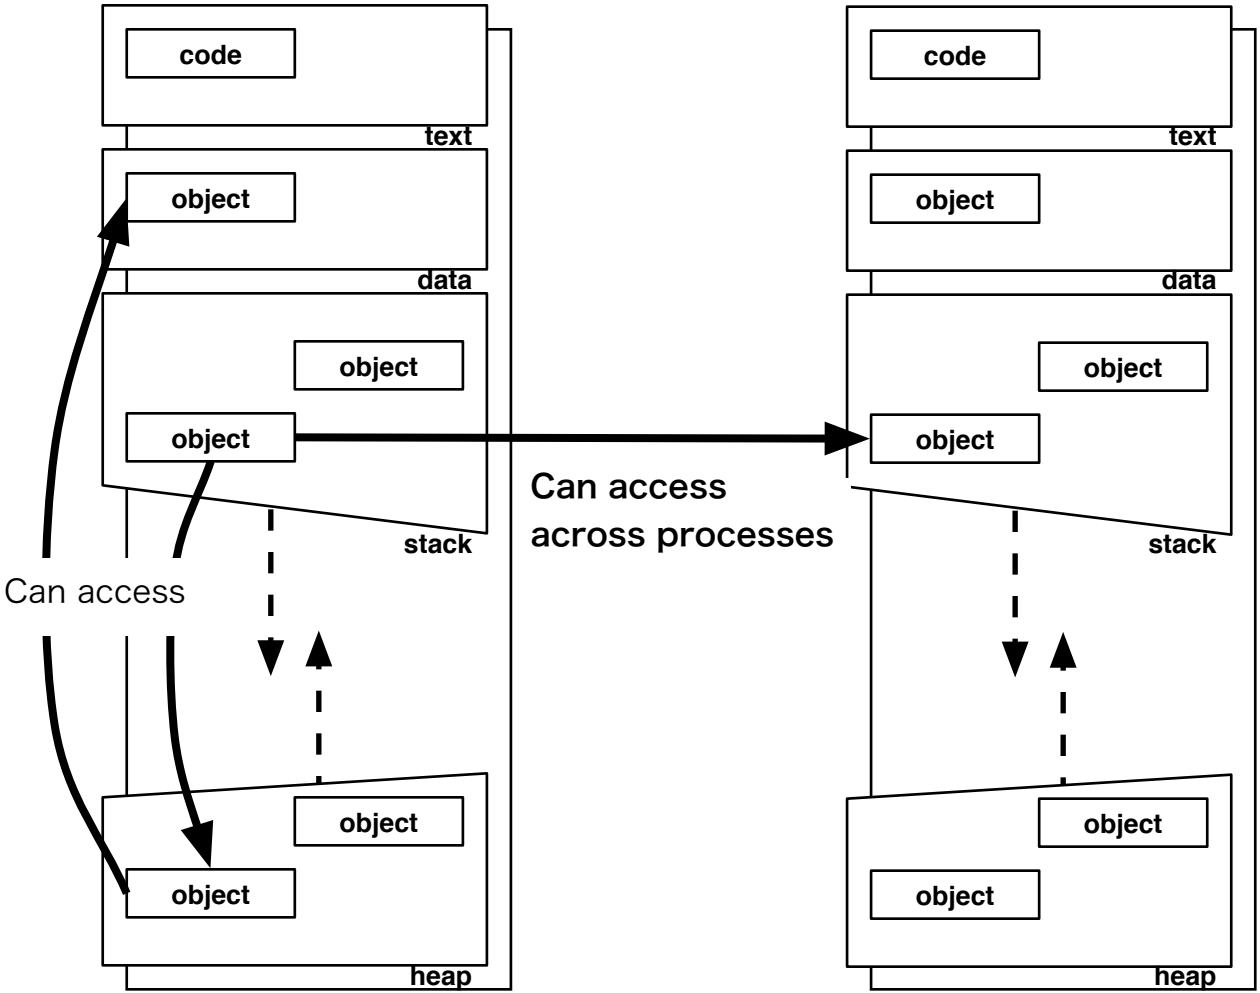 code
text
object
data
object
object
stack
Can access
object
object
heap
Can access
across processes
code
text
object
data
object
object
stack
object
object
heap